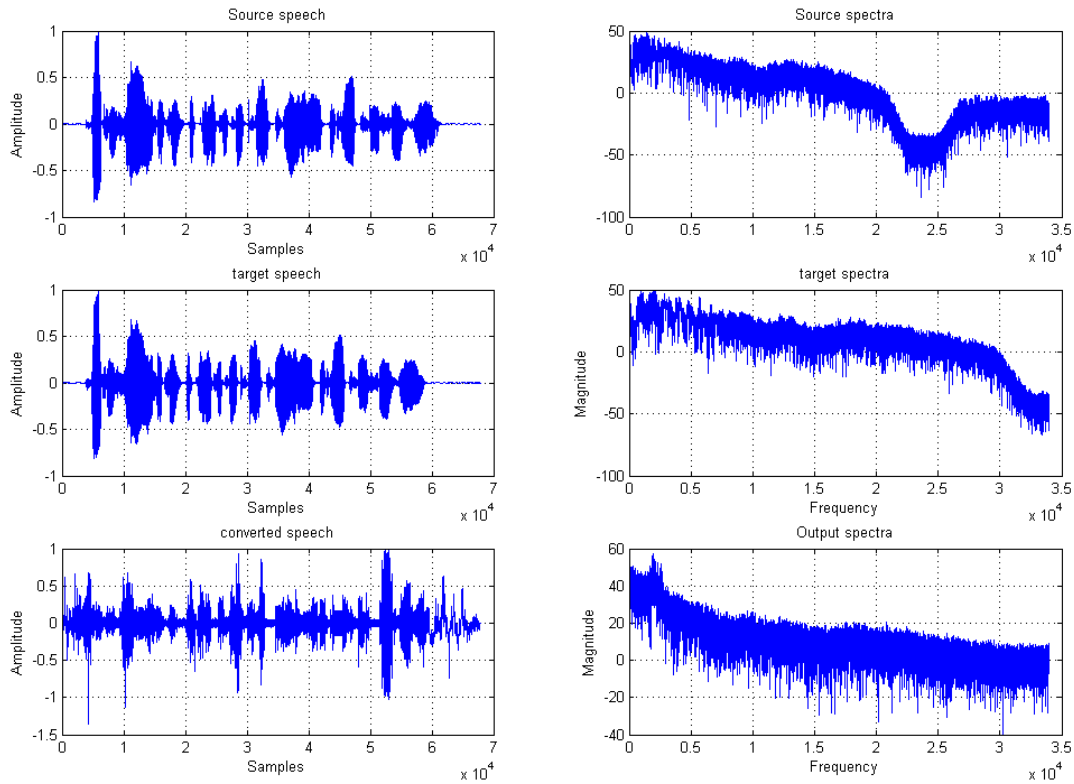 Source speech
1
0.5
0
-0.5
-1
Amplitude
0 1 2 3 4 5 6 7
Samples
x 10^4
Source spectra
50
0
-50
-100
0 0.5 1 1.5 2 2.5 3 3.5
x 10^4
target speech
1
0.5
0
-0.5
-1
Amplitude
0 1 2 3 4 5 6 7
Samples
x 10^4
target spectra
50
0
-50
-100
Magnitude
0 0.5 1 1.5 2 2.5 3 3.5
Frequency
x 10^4
converted speech
1
0.5
0
-0.5
-1
-1.5
Amplitude
0 1 2 3 4 5 6 7
Samples
x 10^4
Output spectra
60
40
20
0
-20
-40
Magnitude
0 0.5 1 1.5 2 2.5 3 3.5
Frequency
x 10^4